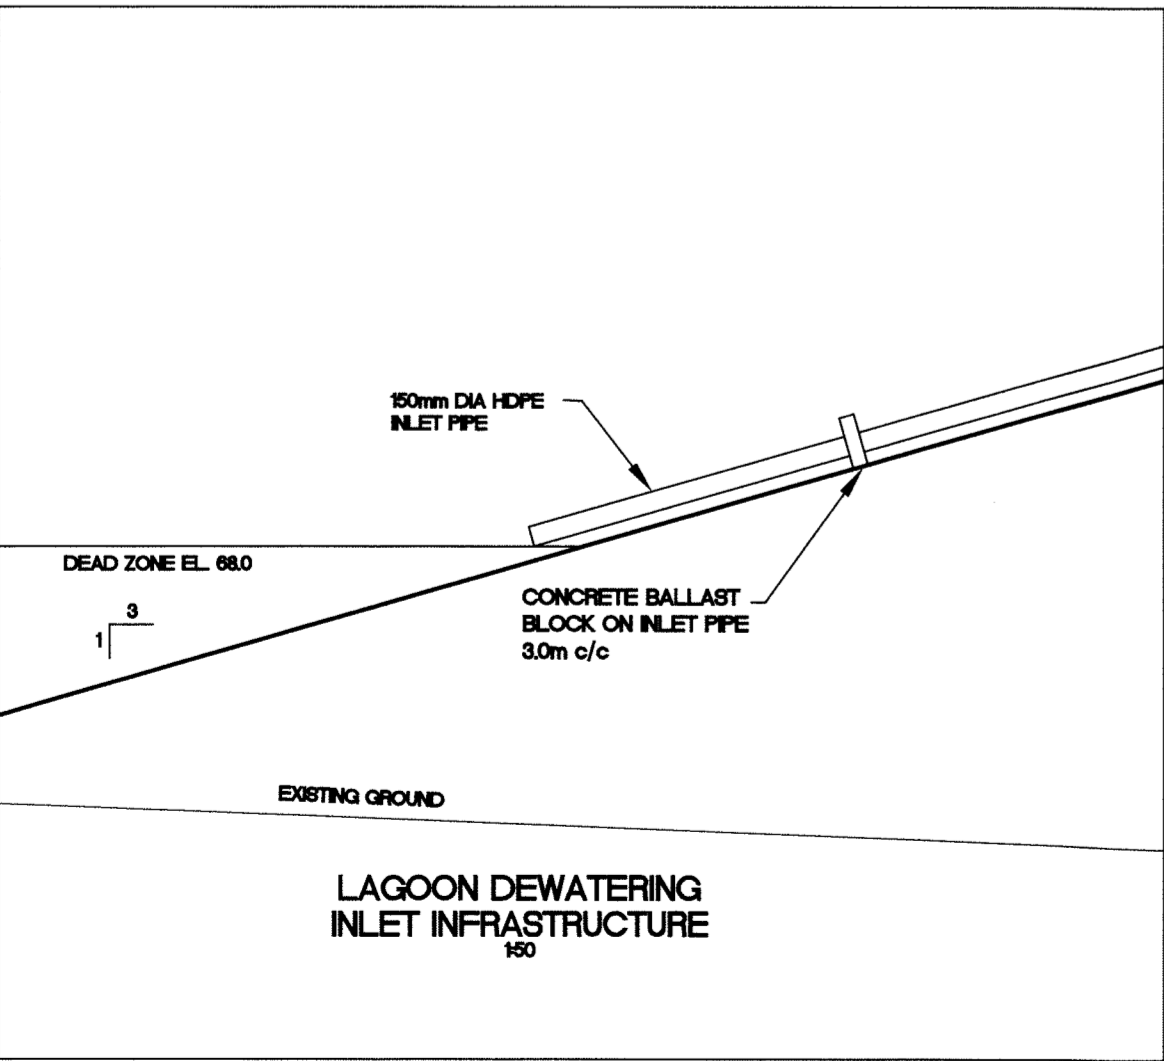 150mm DIA HDPE
INLET PIPE
DEAD ZONE EL. 68.0
3
1
CONCRETE BALLAST
BLOCK ON INLET PIPE
3.0m c/c
EXISTING GROUND
LAGOON DEWATERING
INLET INFRASTRUCTURE
1:50